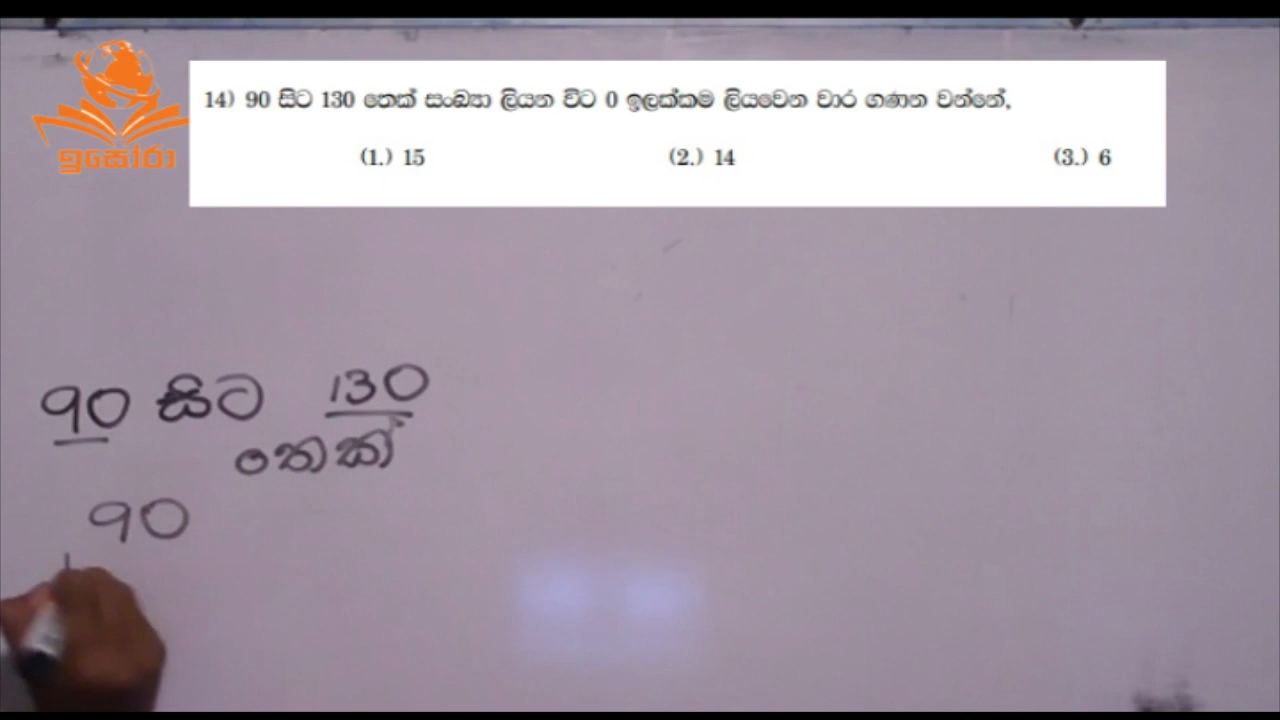 ඉසෝරා
14) 90 සිට 130 තෙක් සංඛ්‍යා ලියන විට 0 ඉලක්කම ලියවෙන වාර ගණන වන්නේ,
(1.) 15 (2.) 14 (3.) 6
90 සිට 130
තෙක්
90